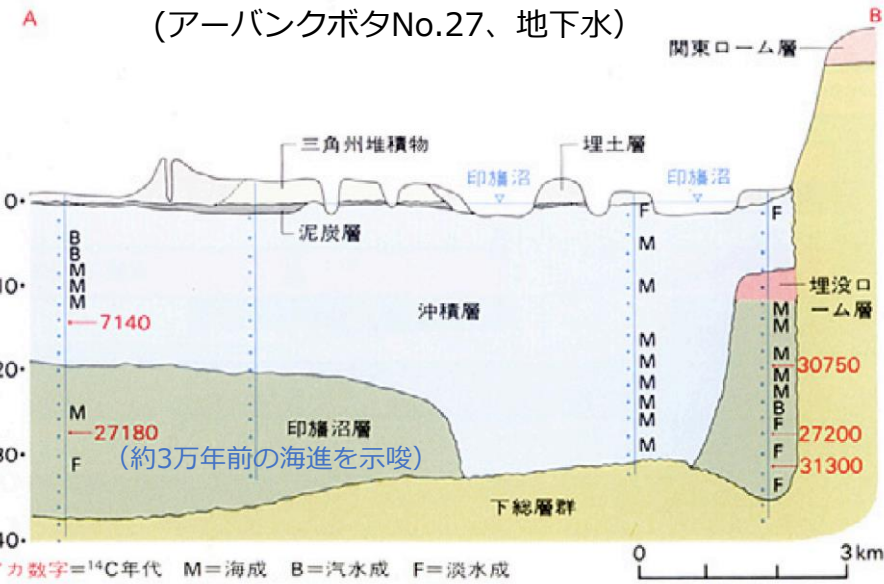 A
B
(アーバンクボタNo.27、地下水)
関東ローム層
三角州堆積物
埋土層
印旛沼
印旛沼
0
泥炭層
10
20
30
40
沖積層
埋没ロ
ーム層
B
B
M
M
M
7140
M
27180
F
印旛沼層
(約3万年前の海進を示唆)
下総層群
F
M
M
M
M
M
M
M
M
F
M
M
M
30750
M
M
B
F
27200
F
31300
F
カ数字=¹⁴C年代 M=海成 B=汽水成 F=淡水成
0 3km